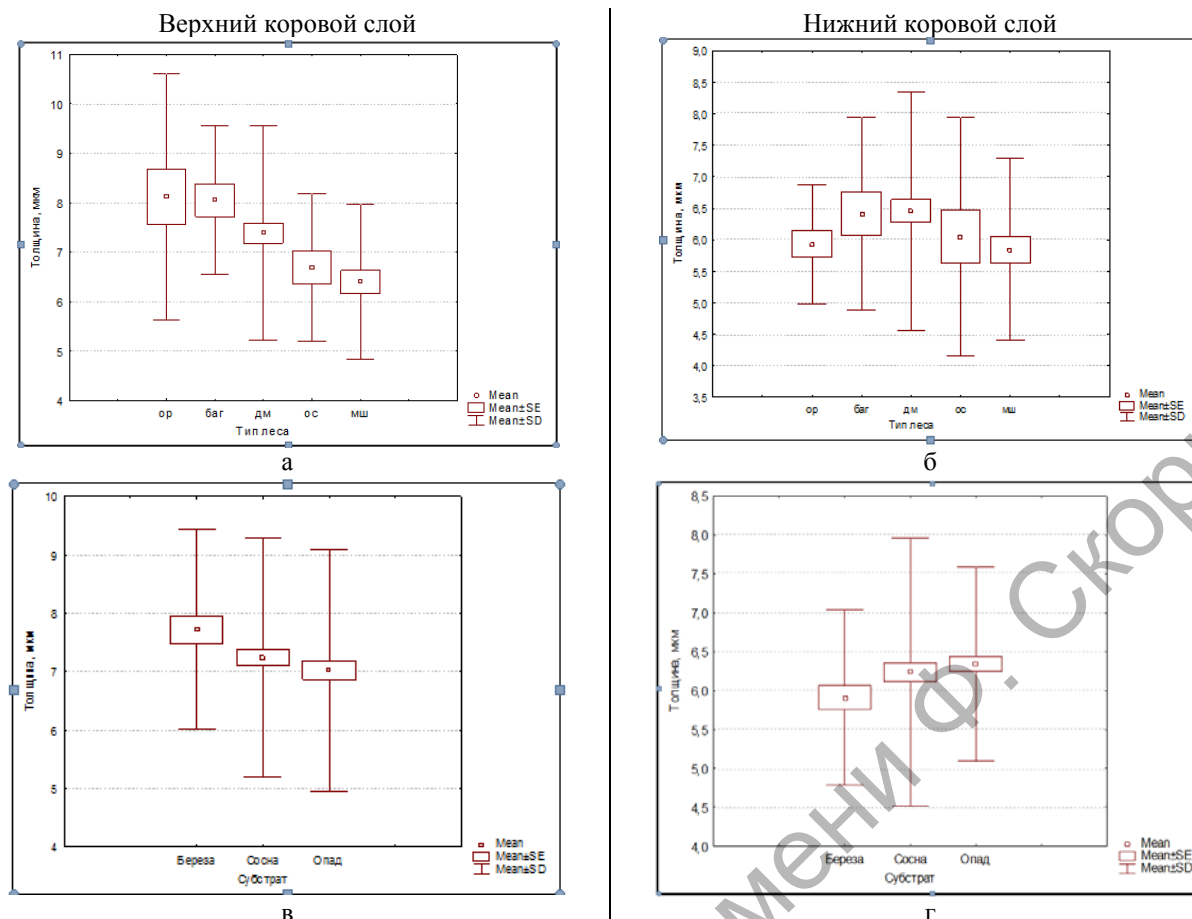 Верхний коровой слой
11
10
9
8
7
6
5
4
Толщина, мкм
ор баг дм ос мш
Тип леса
Mean
Mean±SE
Mean±SD
а
Нижний коровой слой
9,0
8,5
8,0
7,5
7,0
6,5
6,0
5,5
5,0
4,5
4,0
3,5
Толщина, мкм
ор баг дм ос мш
Тип леса
Mean
Mean±SE
Mean±SD
б
10
9
8
7
6
5
4
Толщина, мкм
Береза Сосна Опад
Субстрат
Mean
Mean±SE
Mean±SD
в
8,5
8,0
7,5
7,0
6,5
6,0
5,5
5,0
4,5
4,0
Толщина, мкм
Береза Сосна Опад
Субстрат
Mean
Mean±SE
Mean±SD
г
мени Ф. Скор